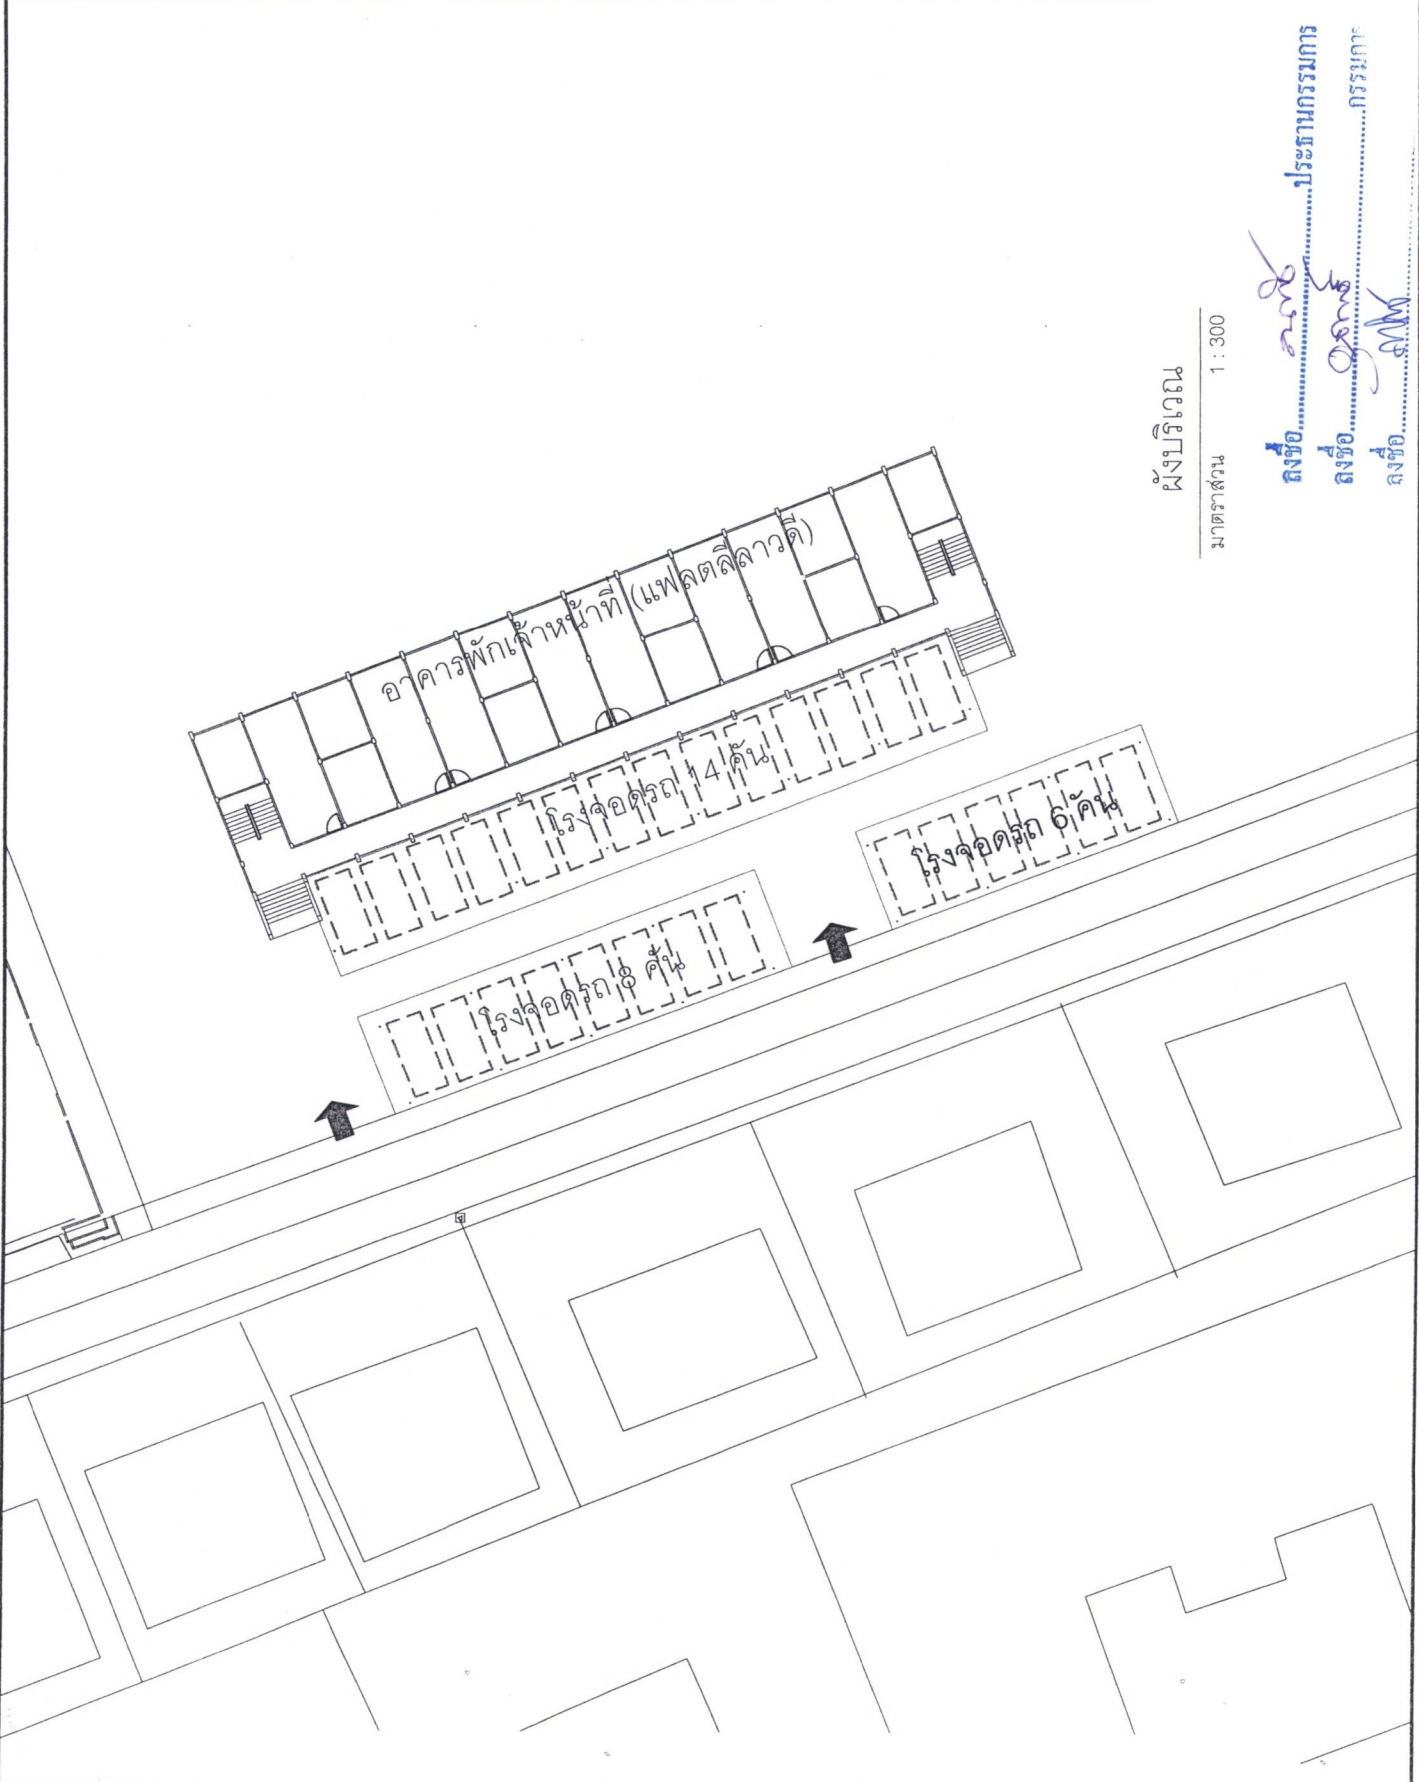 อาคารพักเจ้าหน้าที่ (แฟลตลีลาวดี)
โรงจอดรถ 14 คัน
โรงจอดรถ 8 คัน
โรงจอดรถ 6 คัน
ผังบริเวณ
มาตราส่วน 1 : 300
ลงชื่อ..............................ประธานกรรมการ
ลงชื่อ..............................กรรมการ
ลงชื่อ..............................